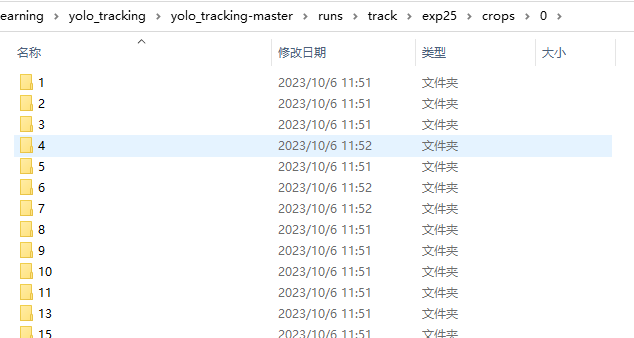 earning > yolo_tracking > yolo_tracking-master > runs > track > exp25 > crops > 0 >
名称 修改日期 类型 大小
1 2023/10/6 11:51 文件夹
2 2023/10/6 11:51 文件夹
3 2023/10/6 11:51 文件夹
4 2023/10/6 11:52 文件夹
5 2023/10/6 11:51 文件夹
6 2023/10/6 11:52 文件夹
7 2023/10/6 11:52 文件夹
8 2023/10/6 11:51 文件夹
9 2023/10/6 11:51 文件夹
10 2023/10/6 11:51 文件夹
11 2023/10/6 11:51 文件夹
13 2023/10/6 11:51 文件夹
15 2023/10/6 11:51 文件夹